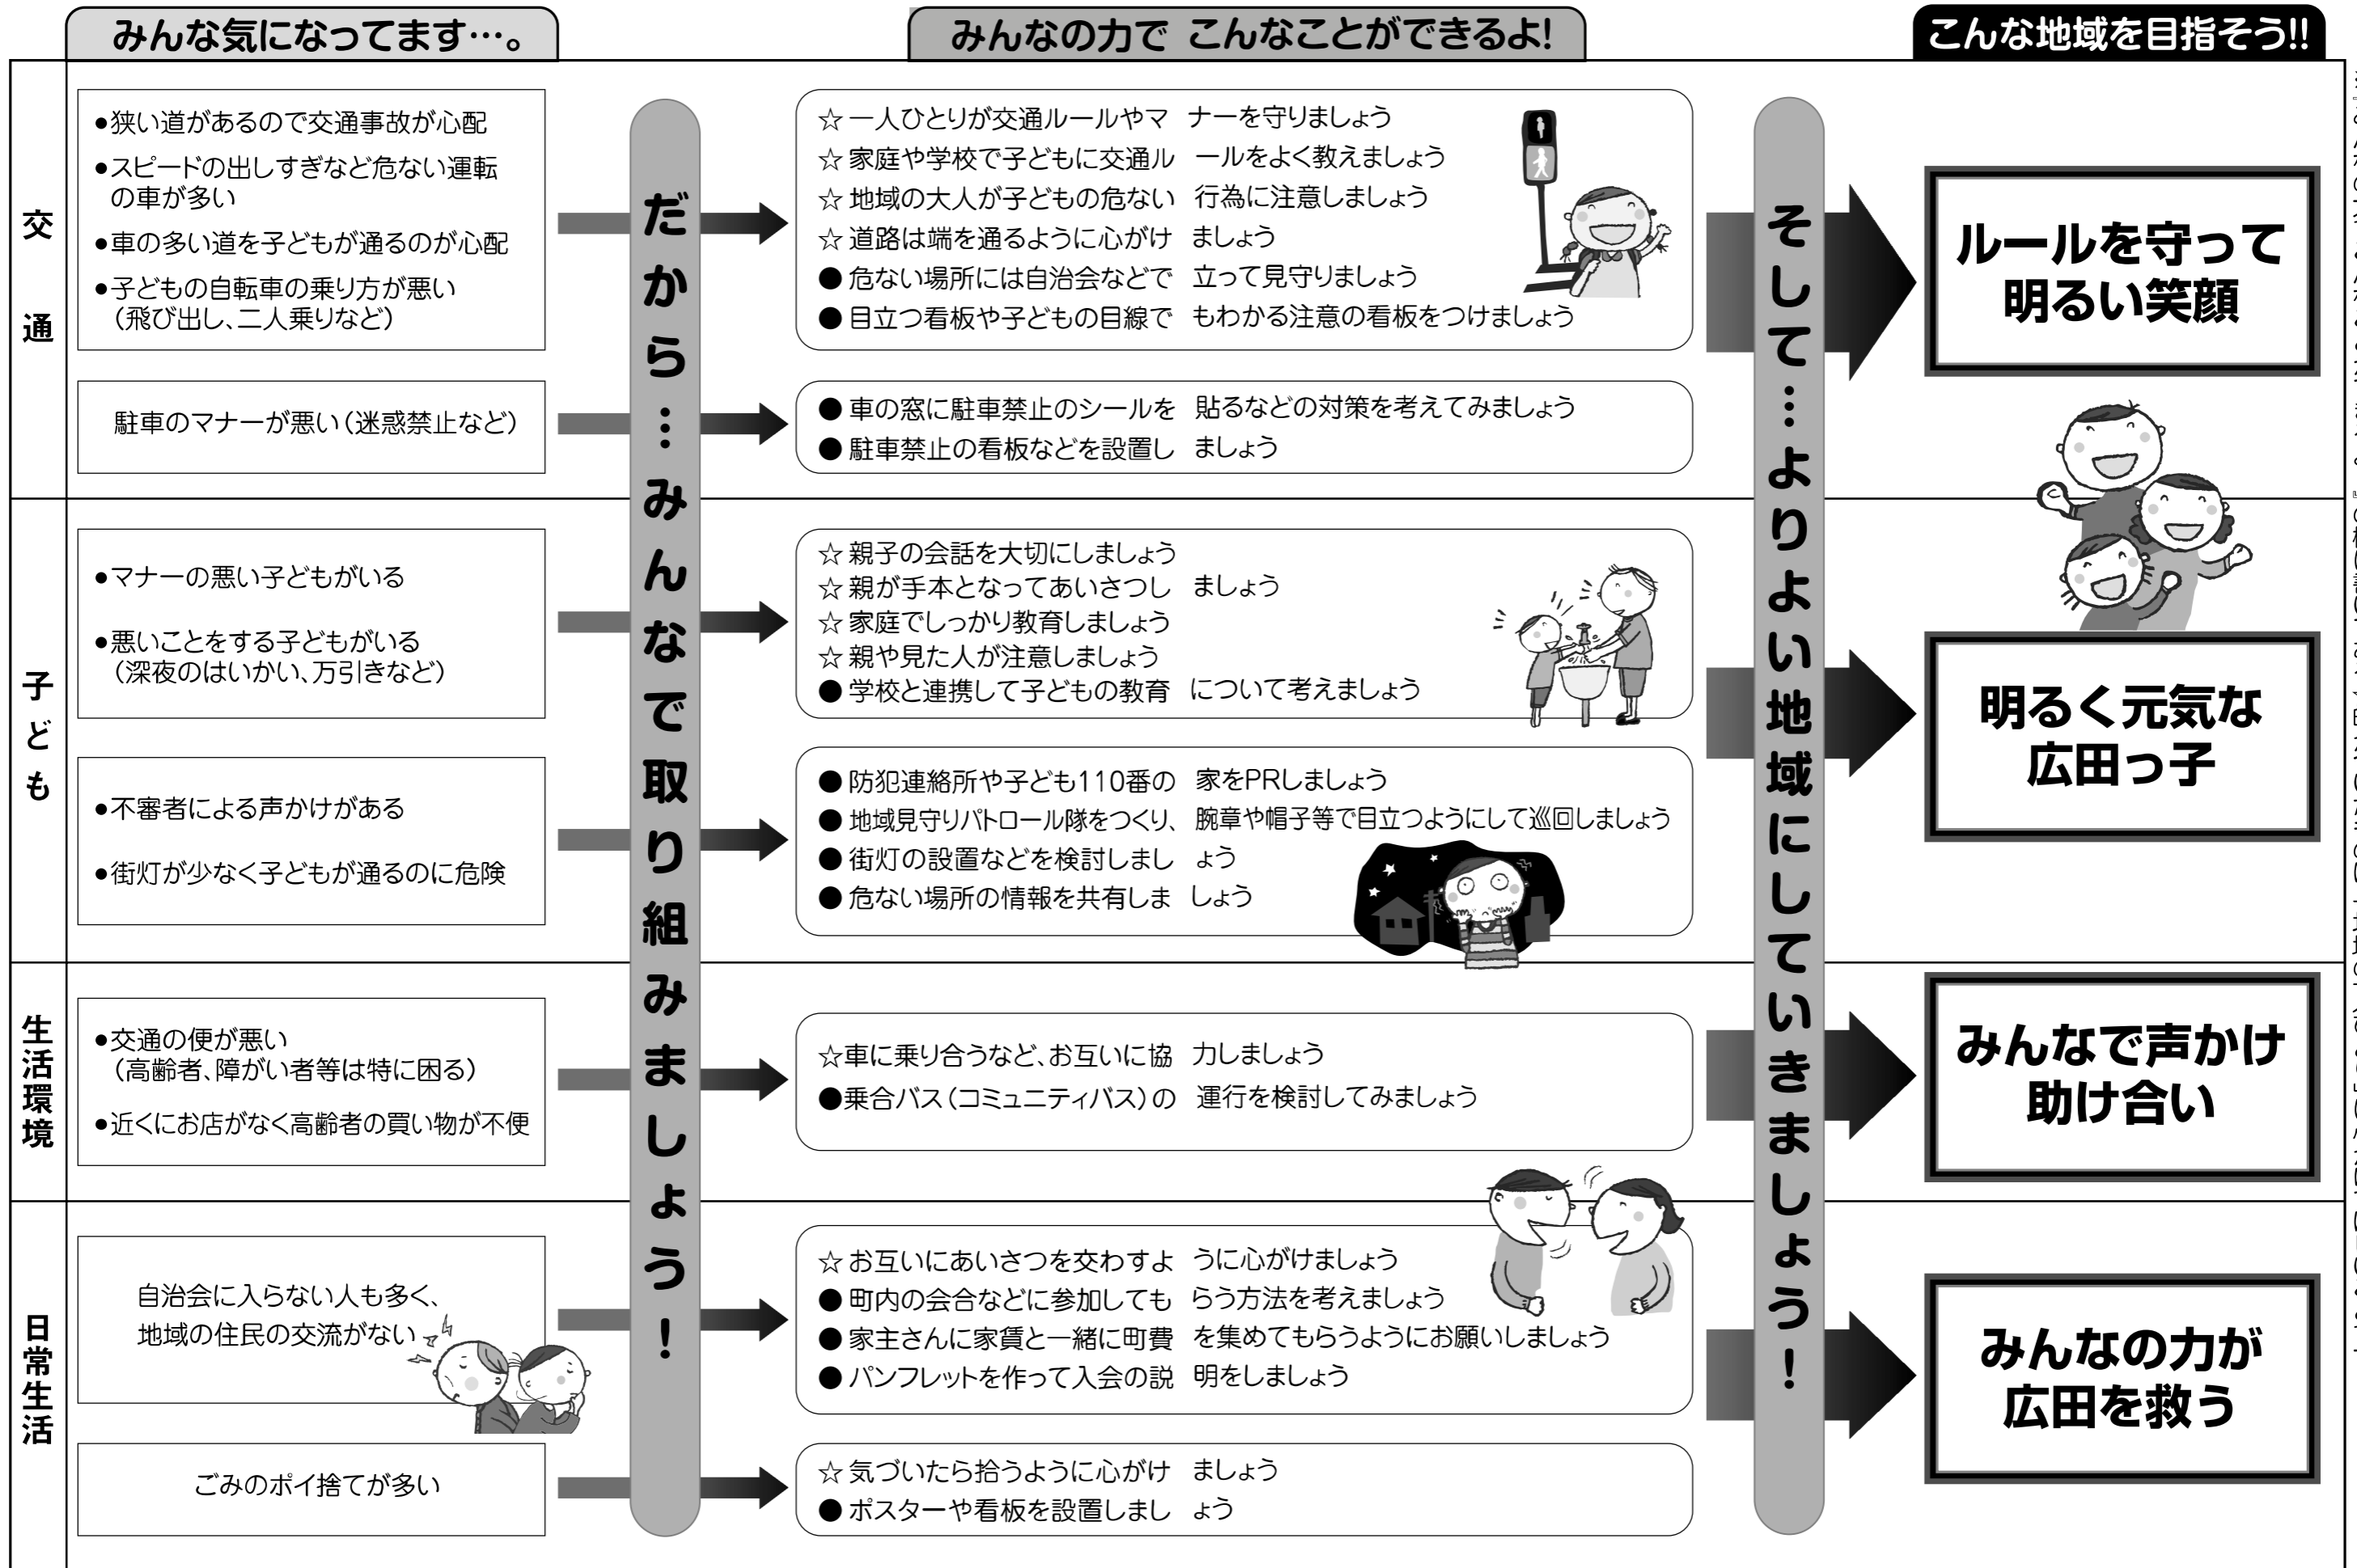 みんな気になってます…。
みんなの力で こんなことができるよ!
こんな地域を目指そう!!
交通
●狭い道があるので交通事故が心配
●スピードの出しすぎなど危ない運転
の車が多い
●車の多い道を子どもが通るのが心配
●子どもの自転車の乗り方が悪い
(飛び出し、二人乗りなど)
駐車のマナーが悪い(迷惑禁止など)
だから…みんなで取り組みましょう!
☆一人ひとりが交通ルールやマ ナーを守りましょう
☆家庭や学校で子どもに交通ル ールをよく教えましょう
☆地域の大人が子どもの危ない 行為に注意しましょう
☆道路は端を通るように心がけ ましょう
●危ない場所には自治会などで 立って見守りましょう
●目立つ看板や子どもの目線で もわかる注意の看板をつけましょう
●車の窓に駐車禁止のシールを 貼るなどの対策を考えてみましょう
●駐車禁止の看板などを設置し ましょう
そして…よりよい地域にしていきましょう!
ルールを守って
明るい笑顔
子ども
●マナーの悪い子どもがいる
●悪いことをする子どもがいる
(深夜のはいかい、万引きなど)
●不審者による声かけがある
●街灯が少なく子どもが通るのに危険
☆親子の会話を大切にしましょう
☆親が手本となってあいさつし ましょう
☆家庭でしっかり教育しましょう
☆親や見た人が注意しましょう
●学校と連携して子どもの教育 について考えましょう
●防犯連絡所や子ども110番の 家をPRしましょう
●地域見守りパトロール隊をつくり、 腕章や帽子等で目立つようにして巡回しましょう
●街灯の設置などを検討しまし ょう
●危ない場所の情報を共有しま しょう
明るく元気な
広田っ子
生活環境
●交通の便が悪い
(高齢者、障がい者等は特に困る)
●近くにお店がなく高齢者の買い物が不便
☆車に乗り合うなど、お互いに協 力しましょう
●乗合バス(コミュニティバス)の 運行を検討してみましょう
みんなで声かけ
助け合い
日常生活
自治会に入らない人も多く、
地域の住民の交流がない
ごみのポイ捨てが多い
☆お互いにあいさつを交わすよ うに心がけましょう
●町内の会合などに参加しても らう方法を考えましょう
●家主さんに家賃と一緒に町費 を集めてもらうようにお願いしましょう
●パンフレットを作って入会の説 明をしましょう
☆気づいたら拾うように心がけ ましょう
●ポスターや看板を設置しまし ょう
みんなの力が
広田を救う